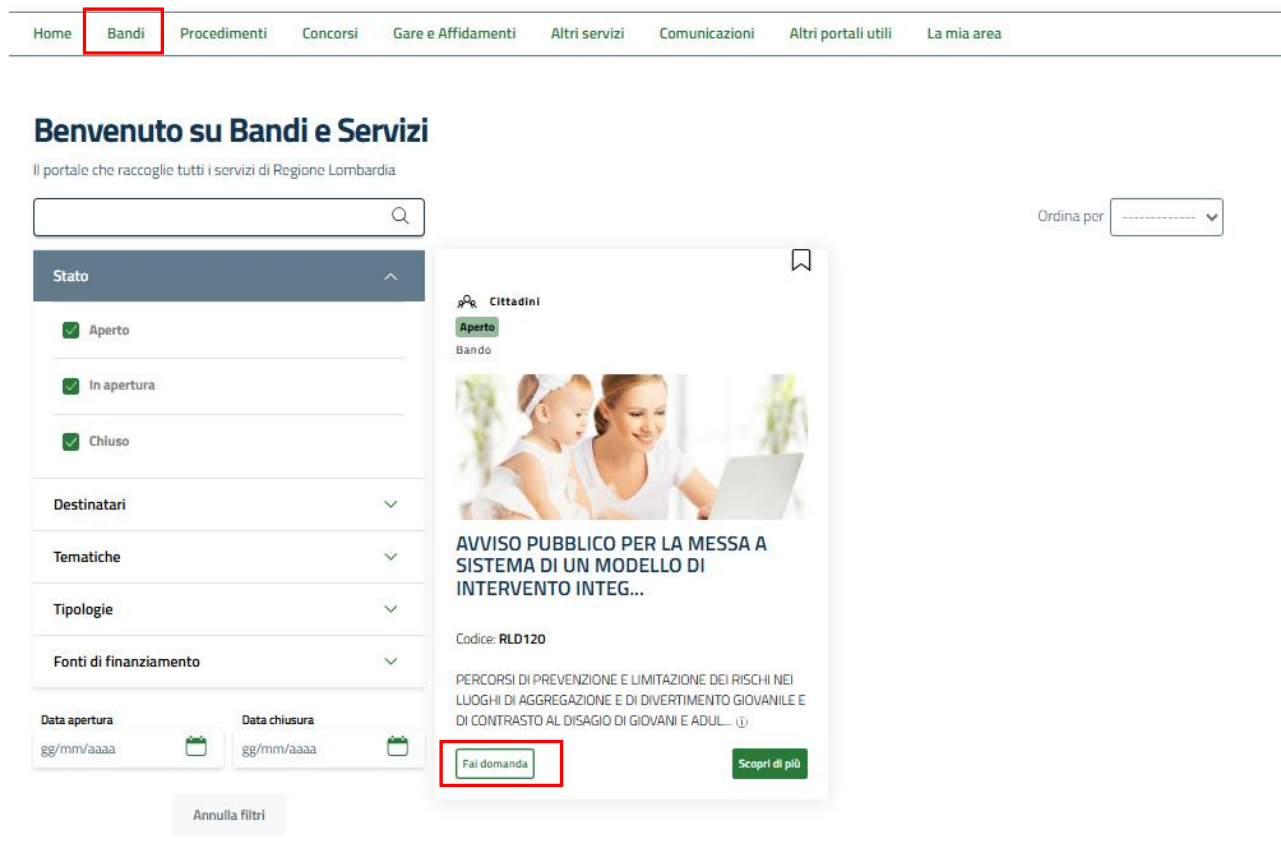 Home Bandi Procedimenti Concorsi Gare e Affidamenti Altri servizi Comunicazioni Altri portali utili La mia area
Benvenuto su Bandi e Servizi
Il portale che raccoglie tutti i servizi di Regione Lombardia
Ordina per -------------
Stato
Aperto
In apertura
Chiuso
Destinatari
Tematiche
Tipologie
Fonti di finanziamento
Data apertura Data chiusura
gg/mm/aaaa gg/mm/aaaa
Annulla filtri
Cittadini
Aperto
Bando
AVVISO PUBBLICO PER LA MESSA A
SISTEMA DI UN MODELLO DI
INTERVENTO INTEG...
Codice: RLD120
PERCORSI DI PREVENZIONE E LIMITAZIONE DEI RISCHI NEI
LUOGHI DI AGGREGAZIONE E DI DIVERTIMENTO GIOVANILE E
DI CONTRASTO AL DISAGIO DI GIOVANI E ADUL...
Fai domanda Scopri di più